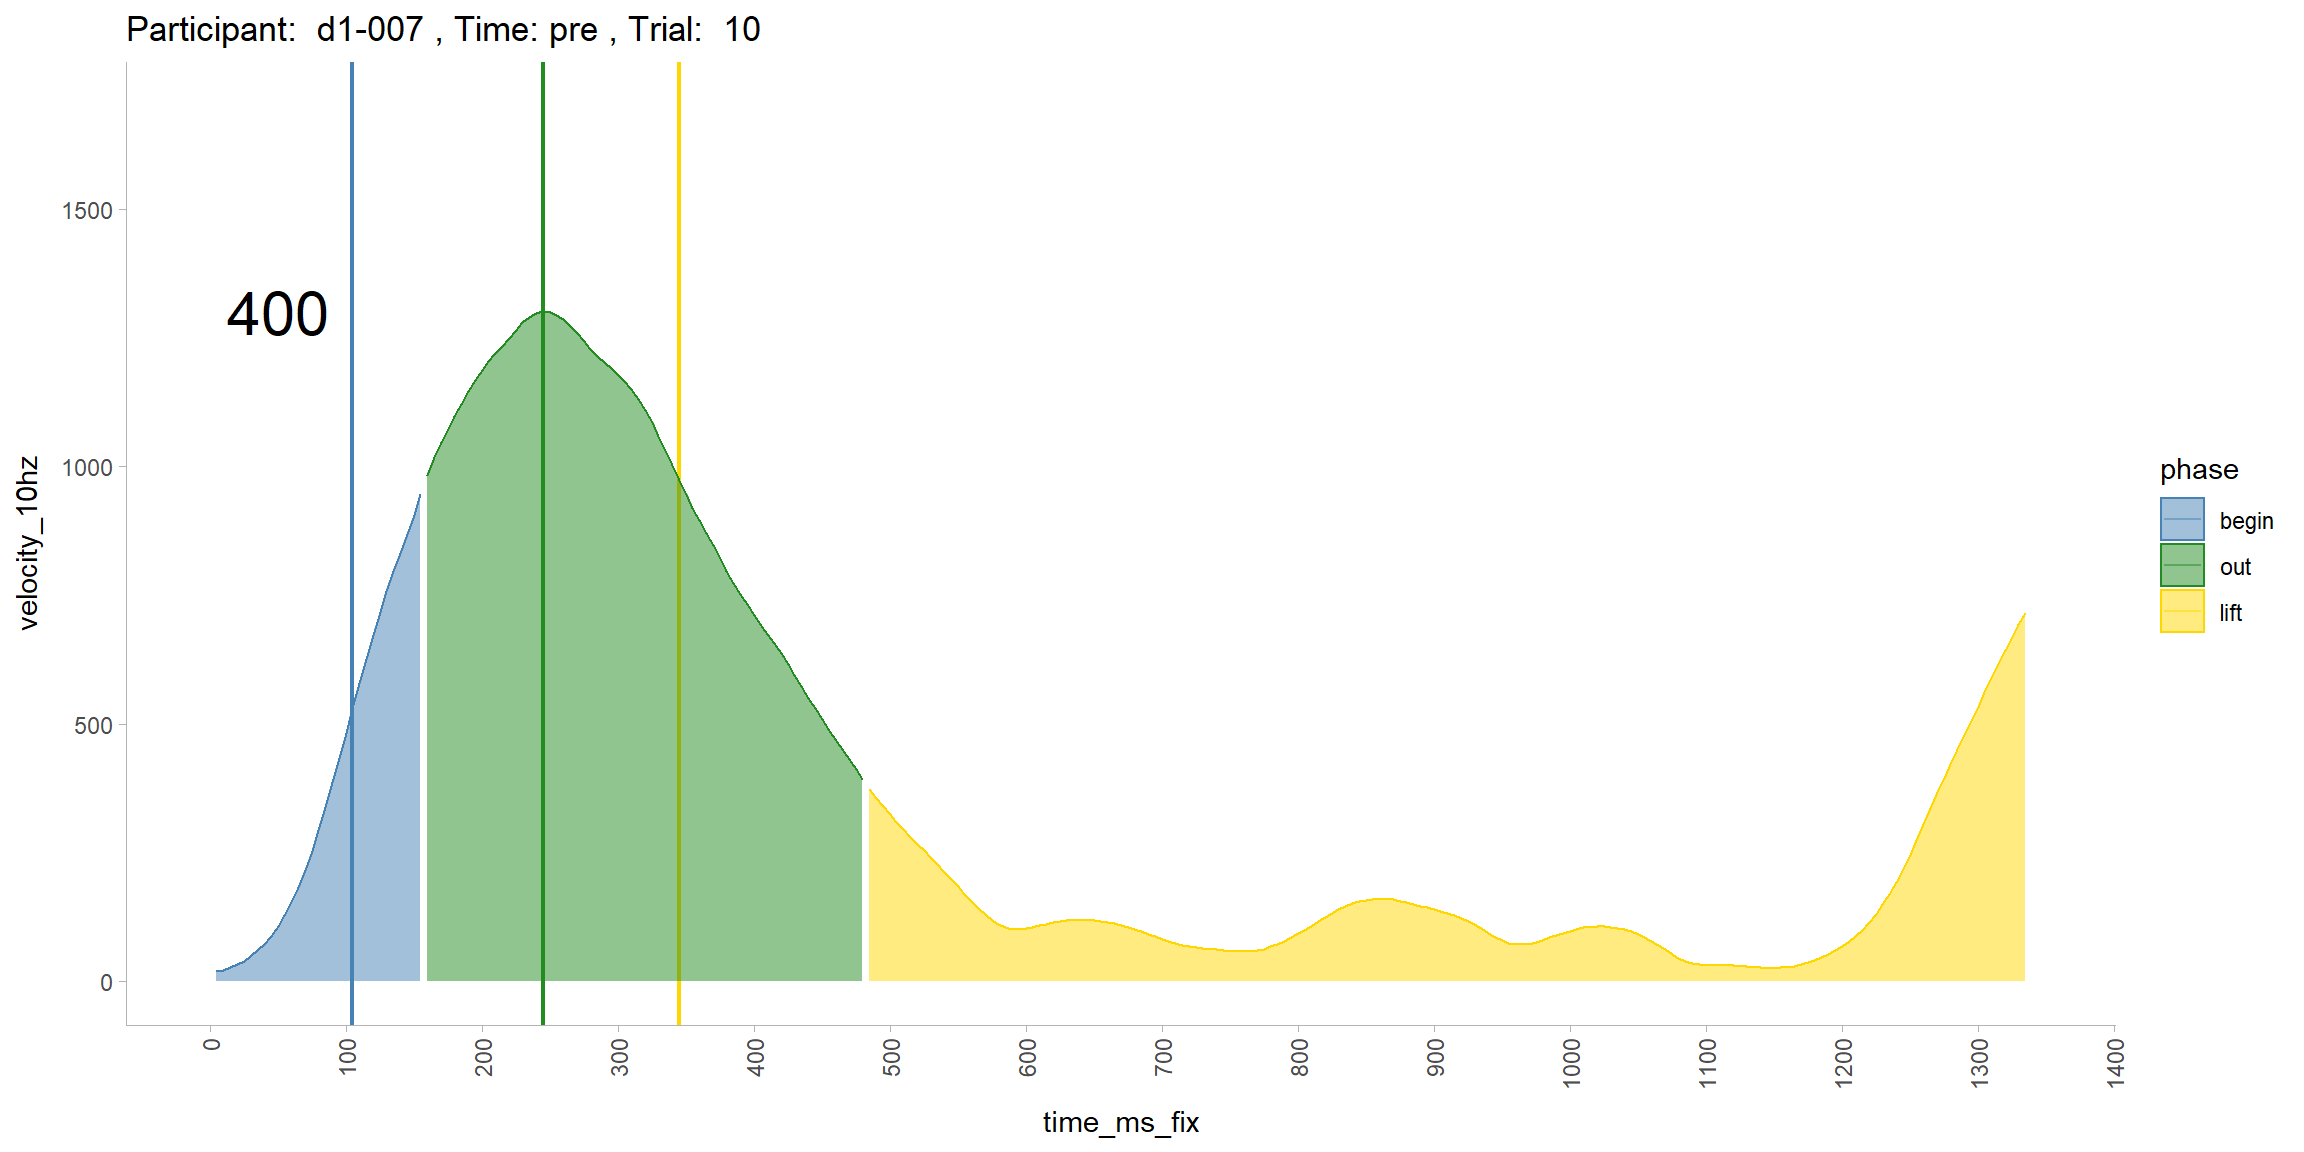 Participant:  d1-007 , Time: pre , Trial:  10
velocity_10hz
1500
1000
500
0
400
0
100
200
300
400
500
600
700
800
900
1000
1100
1200
1300
1400
time_ms_fix
phase
begin
out
lift